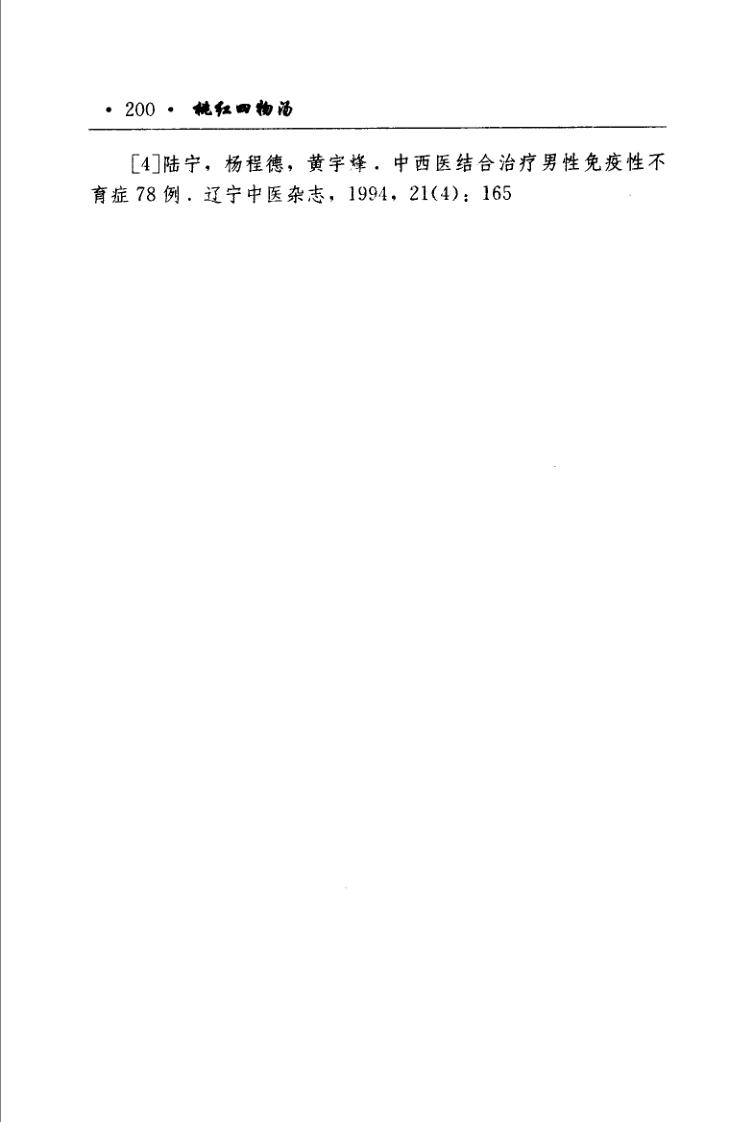 · 200 · 桃红四物汤
[4]陆宁，杨程德，黄宇烽．中西医结合治疗男性免疫性不
育症 78 例．辽宁中医杂志，1994，21(4)：165